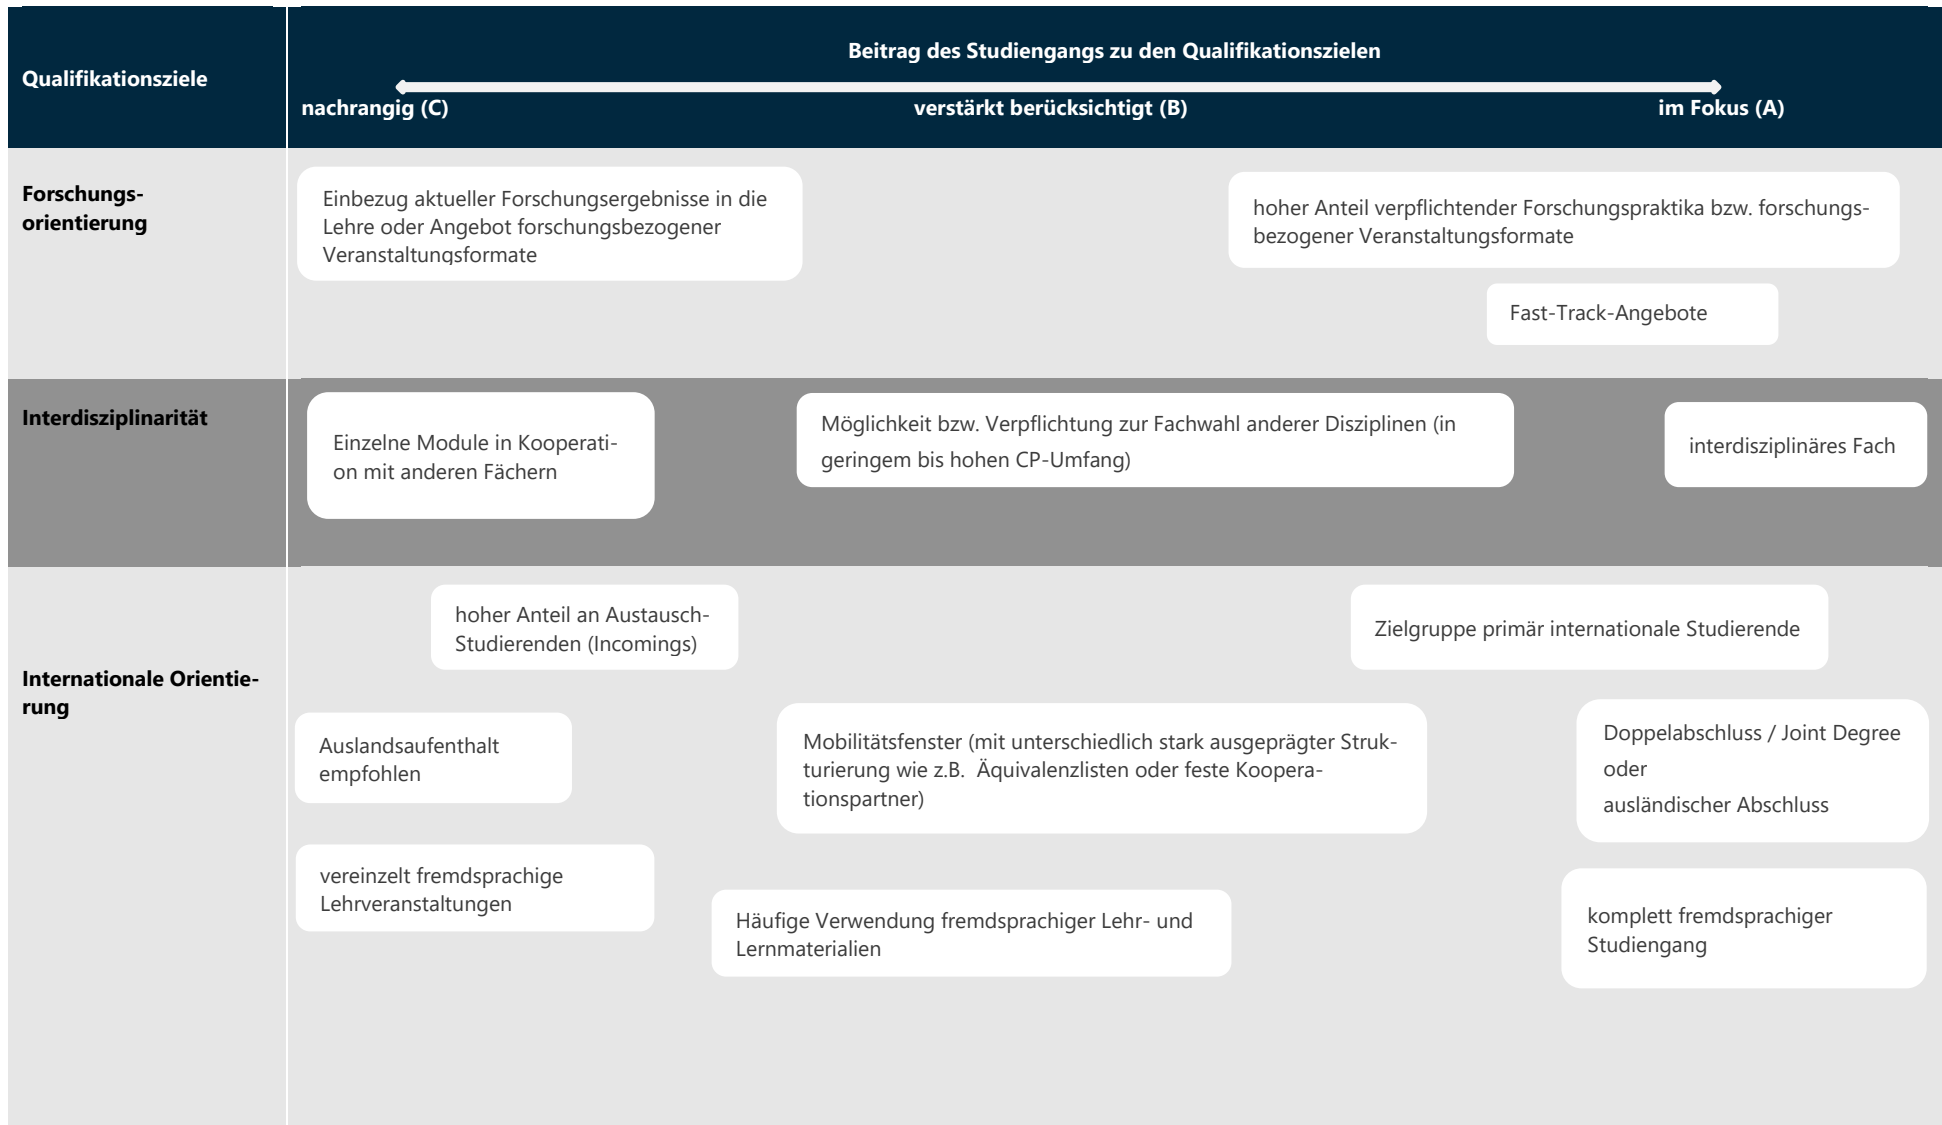 Qualifikationsziele
Beitrag des Studiengangs zu den Qualifikationszielen
nachrangig (C)
verstärkt berücksichtigt (B)
im Fokus (A)
Forschungs-
orientierung
Einbezug aktueller Forschungsergebnisse in die
Lehre oder Angebot forschungsbezogener
Veranstaltungsformate
hoher Anteil verpflichtender Forschungspraktika bzw. forschungs-
bezogener Veranstaltungsformate
Fast-Track-Angebote
Interdisziplinarität
Einzelne Module in Kooperati-
on mit anderen Fächern
Möglichkeit bzw. Verpflichtung zur Fachwahl anderer Disziplinen (in
geringem bis hohen CP-Umfang)
interdisziplinäres Fach
Internationale Orientie-
rung
hoher Anteil an Austausch-
Studierenden (Incomings)
Zielgruppe primär internationale Studierende
Auslandsaufenthalt
empfohlen
Mobilitätsfenster (mit unterschiedlich stark ausgeprägter Struk-
turierung wie z.B.  Äquivalenzlisten oder feste Koopera-
tionspartner)
Doppelabschluss / Joint Degree
oder
ausländischer Abschluss
vereinzelt fremdsprachige
Lehrveranstaltungen
Häufige Verwendung fremdsprachiger Lehr- und
Lernmaterialien
komplett fremdsprachiger
Studiengang